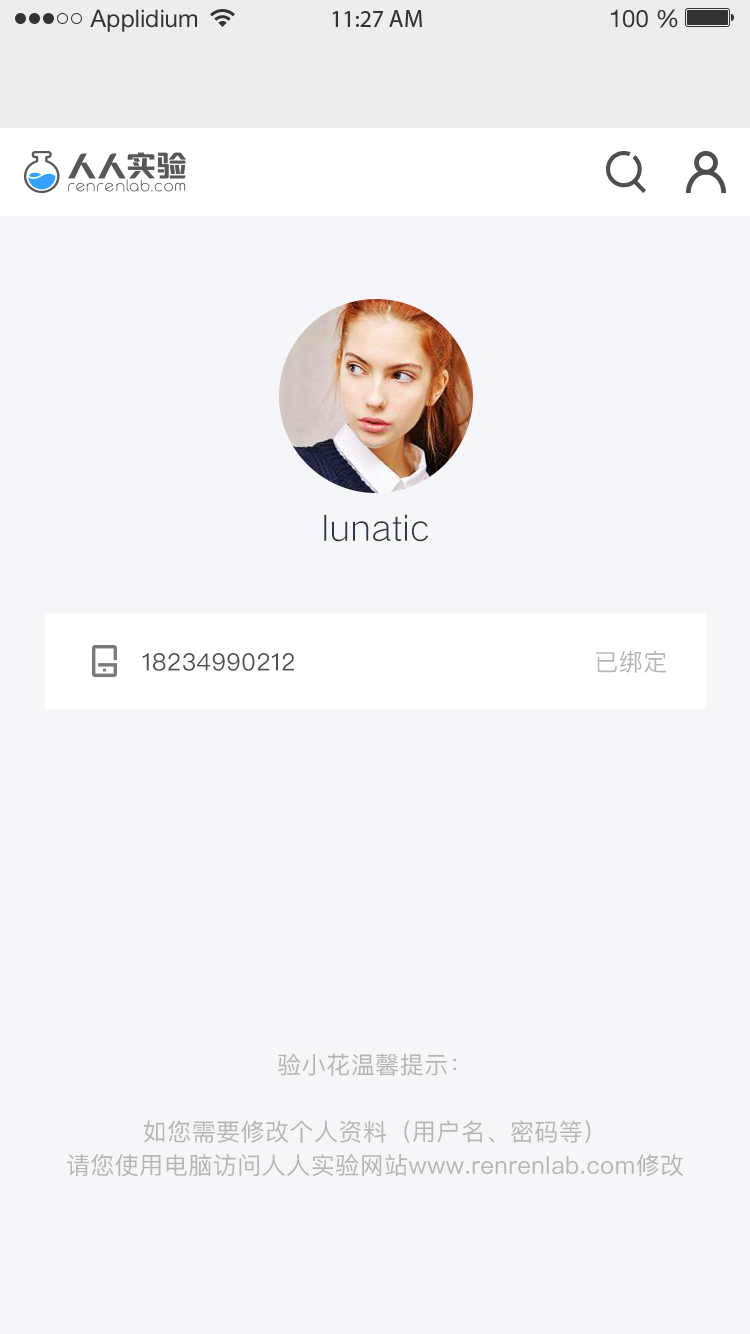 Applidium 11:27 AM 100 %
人人实验
renrenlab.com
lunatic
18234990212 已绑定
验小花温馨提示：
如您需要修改个人资料（用户名、密码等）
请您使用电脑访问人人实验网站www.renrenlab.com修改